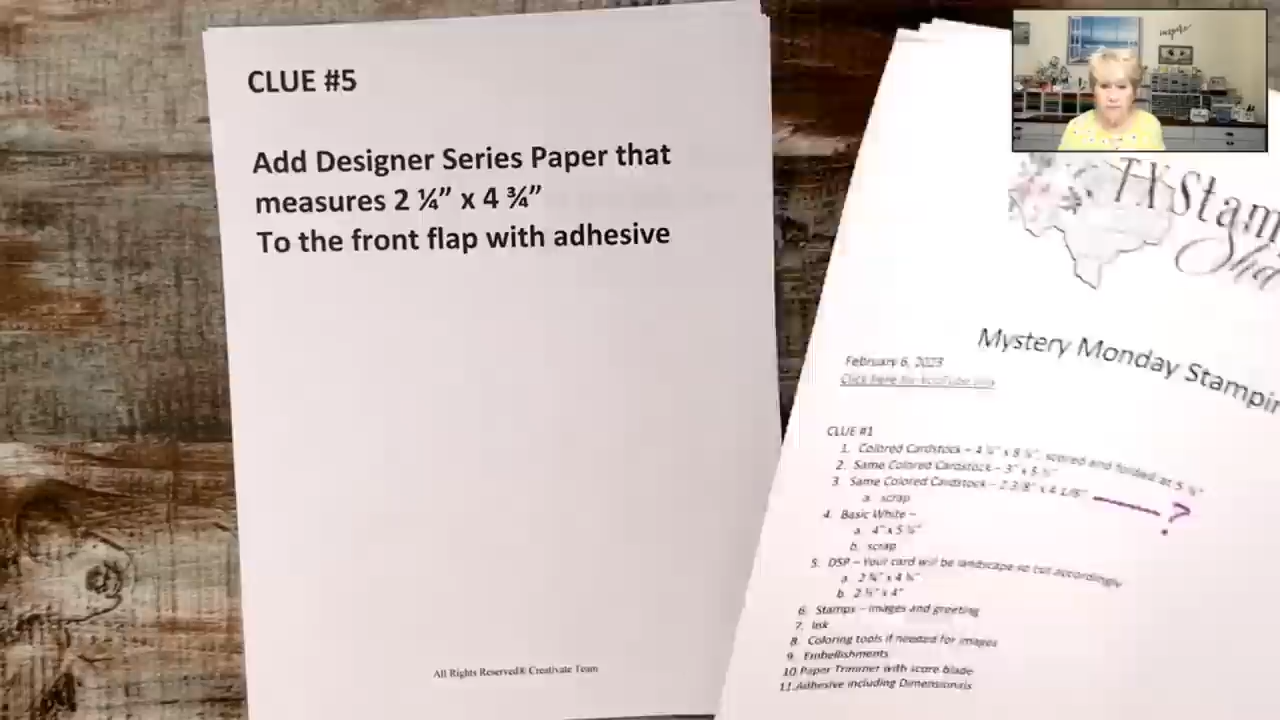 CLUE #5
Add Designer Series Paper that
measures 2 ¼” x 4 ¾”
To the front flap with adhesive
All Rights Reserved® Creativate Team
inspire
TX Stam
Sha
Mystery Monday Stampin
February 6, 2023
Click here for YouTube
CLUE #1
1. Colored Cardstock – 4 ¼” x 8 ½”, scored and folded at 5 ½”
2. Same Colored Cardstock – 3” x 5 ½”
3. Same Colored Cardstock – 2 3/8” x 4 1/8” ?
a. scrap
4. Basic White –
a. 4” x 5 ¼”
b. scrap
5. DSP – Your card will be landscape so cut accordingly
a. 2 ¼” x 4 ¾”
b. 2 ½” x 4”
6. Stamps – images and greeting
7. Ink
8. Coloring tools if needed for images
9. Embellishments
10 Paper Trimmer with score blade
11. Adhesive including Dimensionals